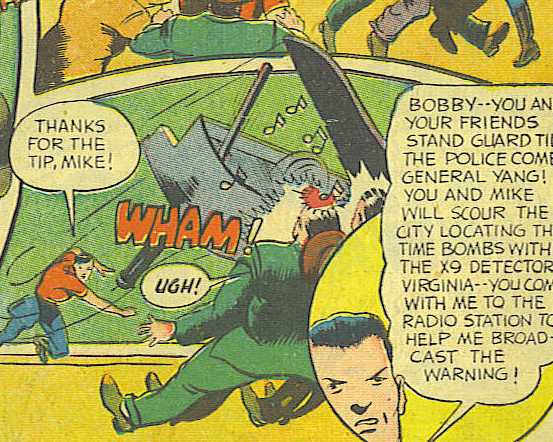 THANKS
FOR THE
TIP, MIKE!
WHAM!
UGH!
BOBBY--YOU AN
YOUR FRIENDS
STAND GUARD TIL
THE POLICE COME
GENERAL YANG!
YOU AND MIKE
WILL SCOUR THE
CITY LOCATING TH
TIME BOMBS WITH
THE X9 DETECTOR
VIRGINIA--YOU COM
WITH ME TO THE
RADIO STATION TO
HELP ME BROAD-
CAST THE
WARNING!